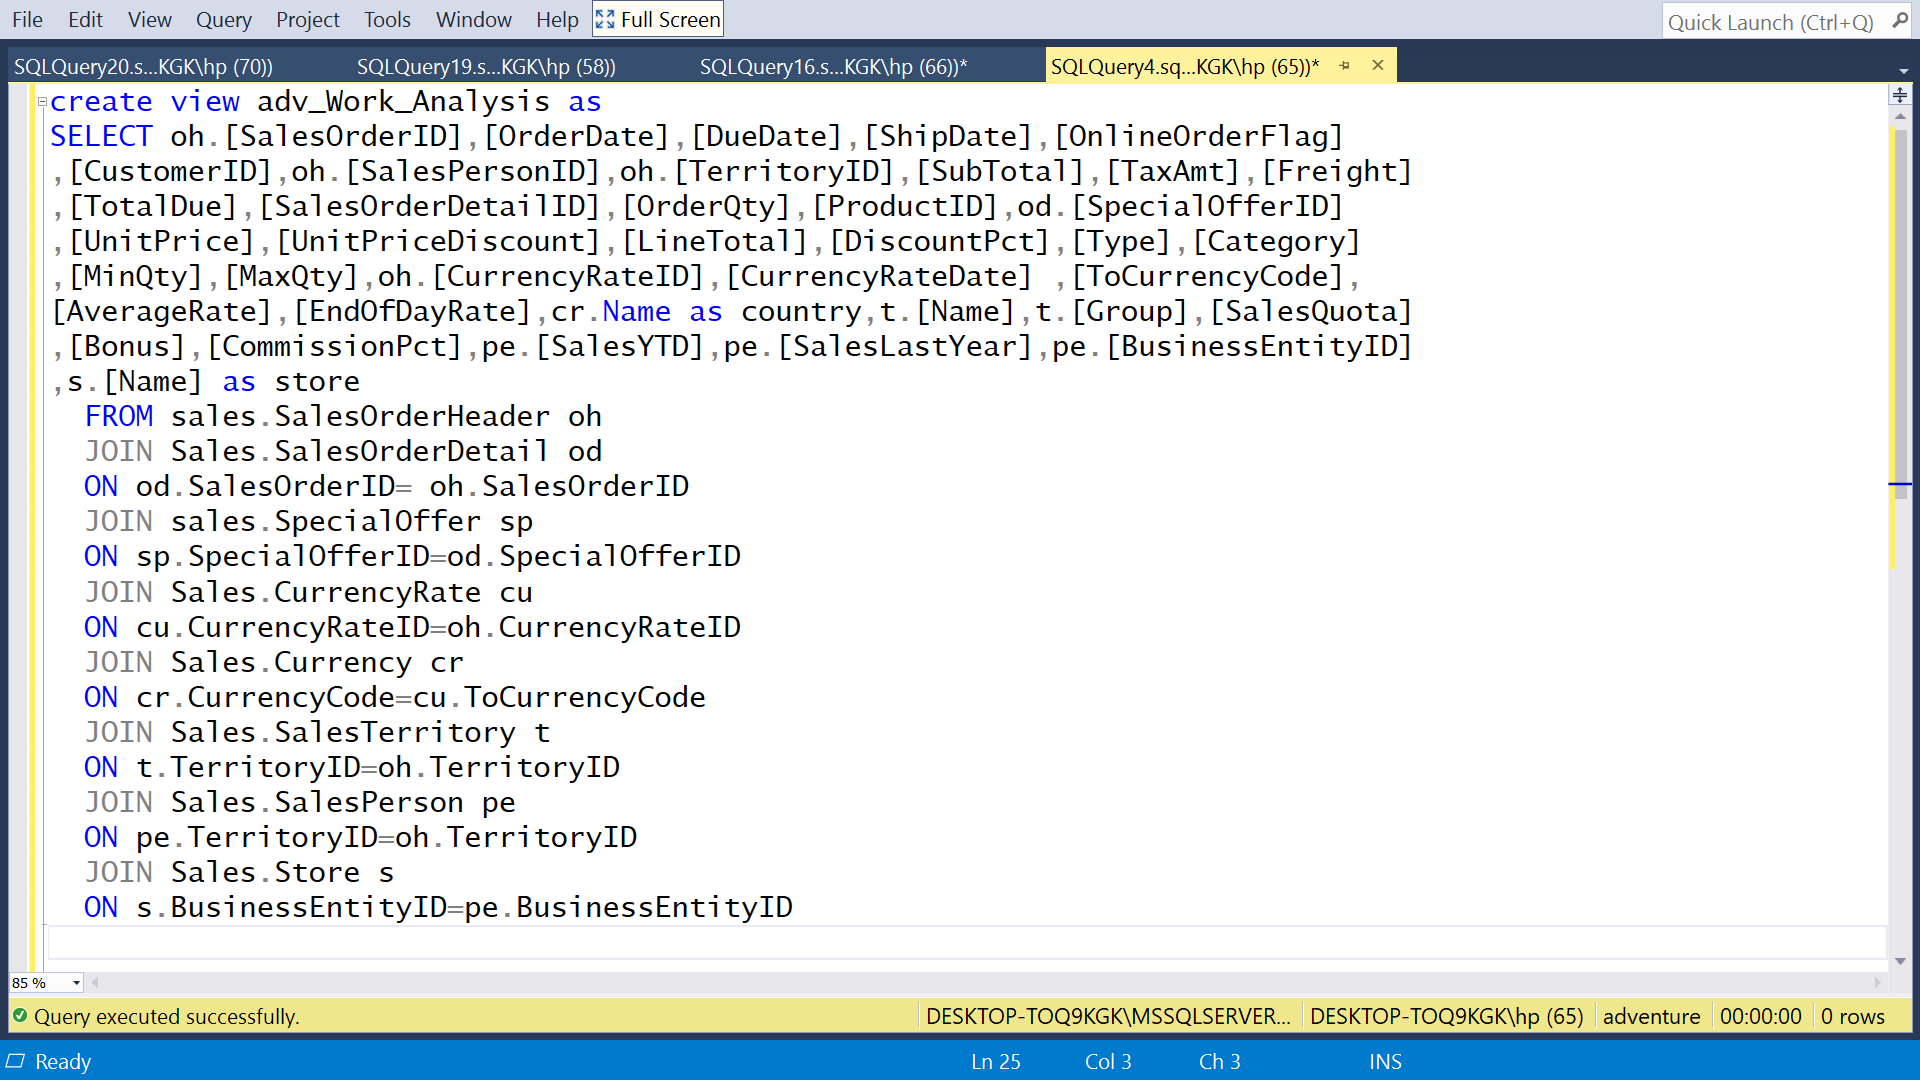 File Edit View Query Project Tools Window Help Full Screen Quick Launch (Ctrl+Q)
SQLQuery20.s...KGK\hp (70)) SQLQuery19.s...KGK\hp (58)) SQLQuery16.s...KGK\hp (66))* SQLQuery4.sq...KGK\hp (65))*
create view adv_Work_Analysis as
SELECT oh.[SalesOrderID],[OrderDate],[DueDate],[ShipDate],[OnlineOrderFlag]
,[CustomerID],oh.[SalesPersonID],oh.[TerritoryID],[SubTotal],[TaxAmt],[Freight]
,[TotalDue],[SalesOrderDetailID],[OrderQty],[ProductID],od.[SpecialOfferID]
,[UnitPrice],[UnitPriceDiscount],[LineTotal],[DiscountPct],[Type],[Category]
,[MinQty],[MaxQty],oh.[CurrencyRateID],[CurrencyRateDate] ,[ToCurrencyCode],
[AverageRate],[EndOfDayRate],cr.Name as country,t.[Name],t.[Group],[SalesQuota]
,[Bonus],[CommissionPct],pe.[SalesYTD],pe.[SalesLastYear],pe.[BusinessEntityID]
,s.[Name] as store
FROM sales.SalesOrderHeader oh
JOIN Sales.SalesOrderDetail od
ON od.SalesOrderID= oh.SalesOrderID
JOIN sales.SpecialOffer sp
ON sp.SpecialOfferID=od.SpecialOfferID
JOIN Sales.CurrencyRate cu
ON cu.CurrencyRateID=oh.CurrencyRateID
JOIN Sales.Currency cr
ON cr.CurrencyCode=cu.ToCurrencyCode
JOIN Sales.SalesTerritory t
ON t.TerritoryID=oh.TerritoryID
JOIN Sales.SalesPerson pe
ON pe.TerritoryID=oh.TerritoryID
JOIN Sales.Store s
ON s.BusinessEntityID=pe.BusinessEntityID
85 %
Query executed successfully. DESKTOP-TOQ9KGK\MSSQLSERVER... DESKTOP-TOQ9KGK\hp (65) adventure 00:00:00 0 rows
Ready Ln 25 Col 3 Ch 3 INS